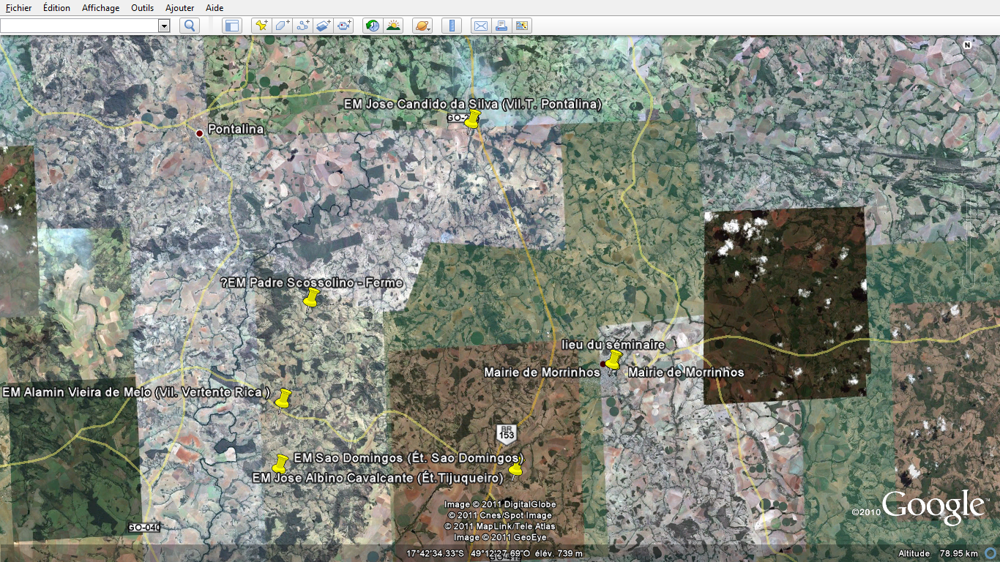 Fichier Édition Affichage Outils Ajouter Aide
N
EM Jose Candido da Silva (Vil.T. Pontalina)
Pontalina
?EM Padre Scossolino - Ferme
lieu du séminaire
Mairie de Morrinhos
Mairie de Morrinhos
EM Alamin Vieira de Melo (Vil. Vertente Rica )
BR
153
EM Sao Domingos (Ét. Sao Domingos)
EM Jose Albino Cavalcante (Ét.Tijuqueiro)
Image © 2011 DigitalGlobe
© 2011 Cnes/Spot Image
© 2011 MapLink/Tele Atlas
Image © 2011 GeoEye
©2010 Google™
GO-040
17°42'34.33"S 49°12'27.69"O élév. 739 m
Altitude 78.95 km